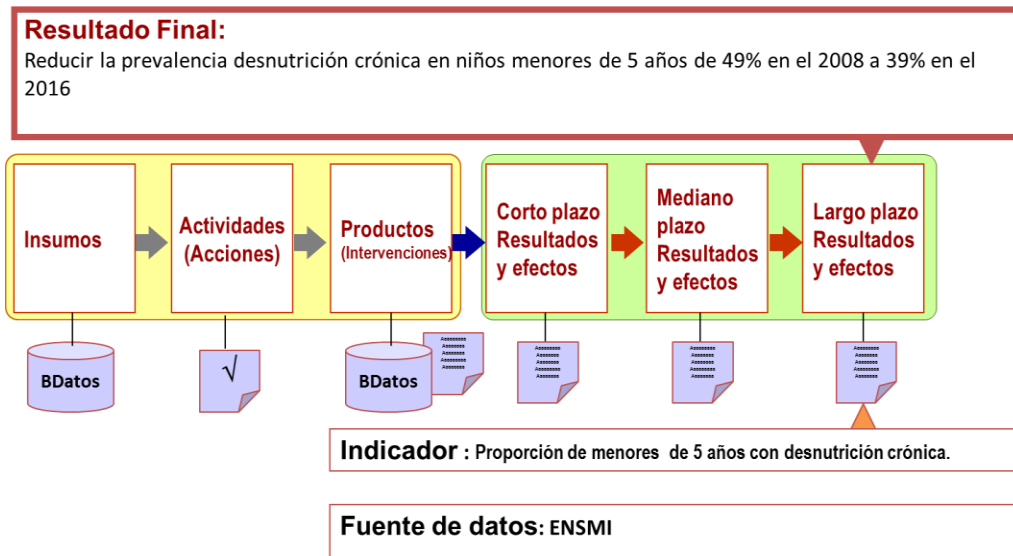 Resultado Final:
Reducir la prevalencia desnutrición crónica en niños menores de 5 años de 49% en el 2008 a 39% en el
2016
Insumos
Actividades
(Acciones)
Productos
(Intervenciones)
Corto plazo
Resultados
y efectos
Mediano
plazo
Resultados
y efectos
Largo plazo
Resultados
y efectos
BDatos
√
BDatos
Indicador : Proporción de menores de 5 años con desnutrición crónica.
Fuente de datos: ENSMI